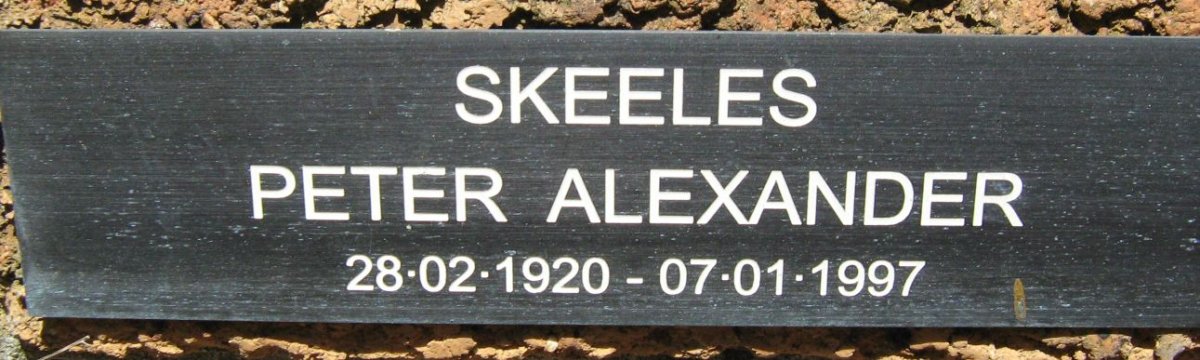 SKEELES
PETER ALEXANDER
28·02·1920 - 07·01·1997